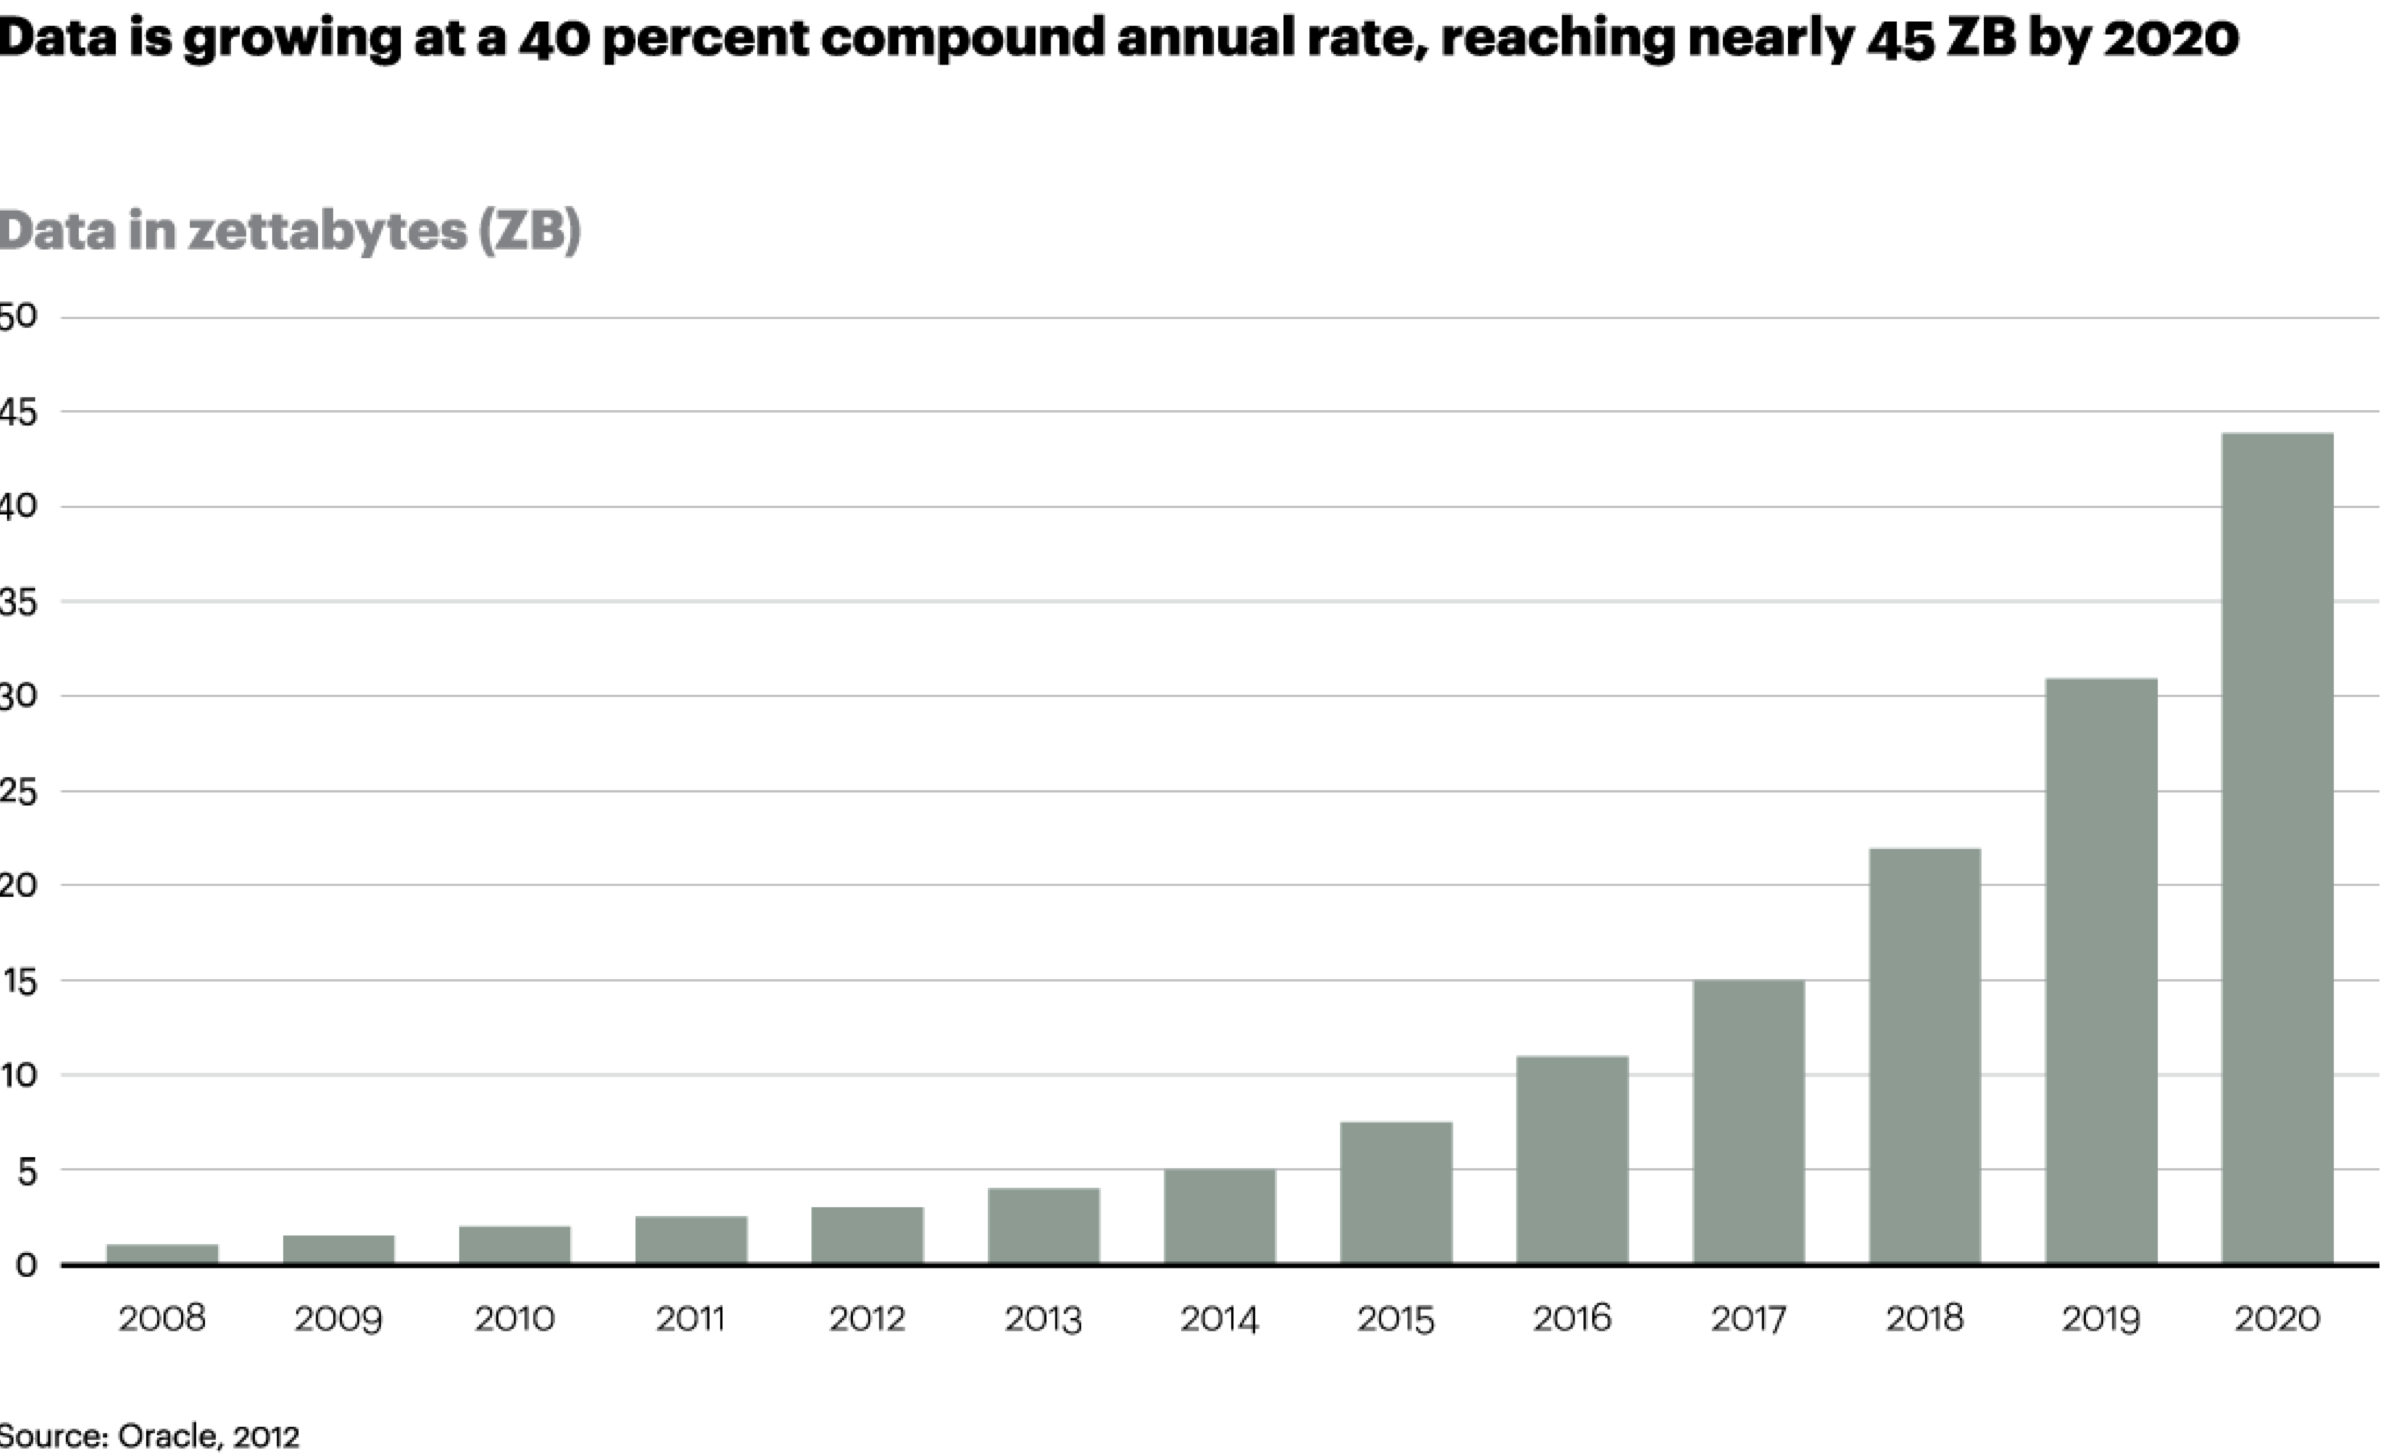 Data is growing at a 40 percent compound annual rate, reaching nearly 45 ZB by 2020
Data in zettabytes (ZB)
50
45
40
35
30
25
20
15
10
5
0
2008 2009 2010 2011 2012 2013 2014 2015 2016 2017 2018 2019 2020
Source: Oracle, 2012